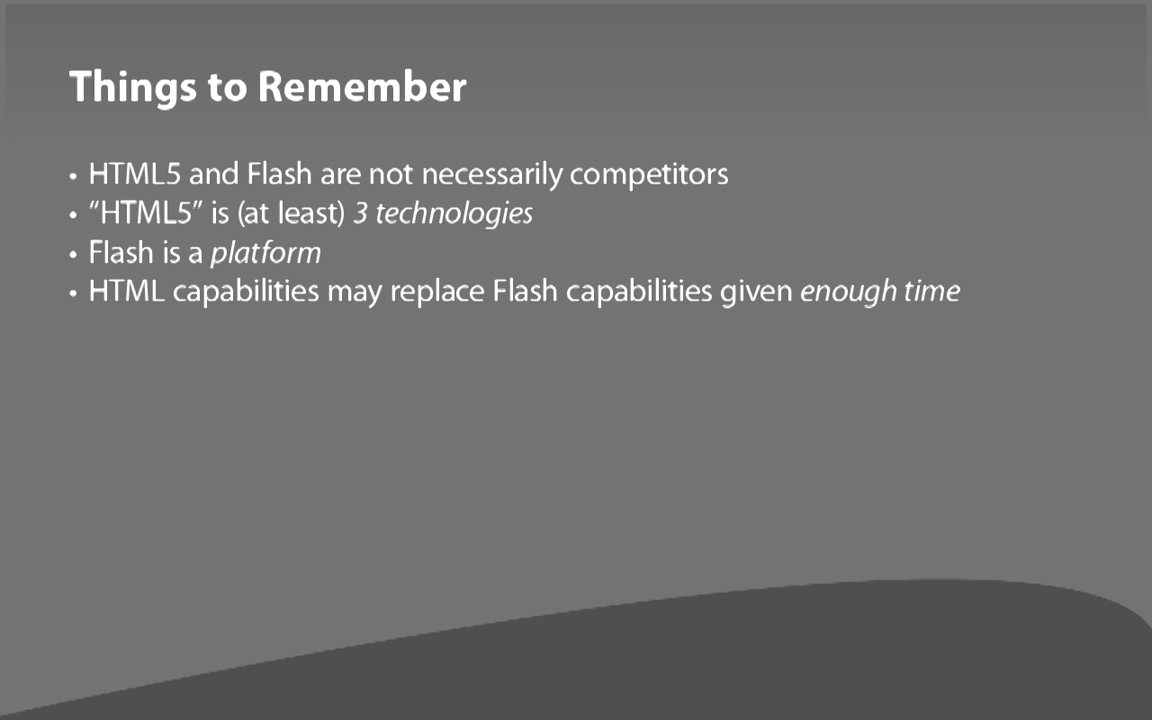 Things to Remember
• HTML5 and Flash are not necessarily competitors
• “HTML5” is (at least) 3 technologies
• Flash is a platform
• HTML capabilities may replace Flash capabilities given enough time